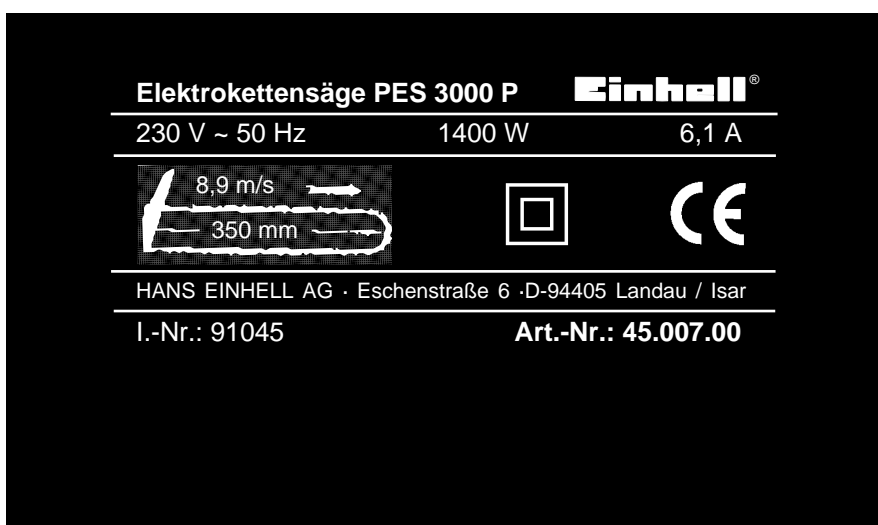 Elektrokettensäge PES 3000 P Einhell®
230 V ~ 50 Hz 1400 W 6,1 A
8,9 m/s
350 mm
CE
HANS EINHELL AG · Eschenstraße 6 ·D-94405 Landau / Isar
I.-Nr.: 91045 Art.-Nr.: 45.007.00